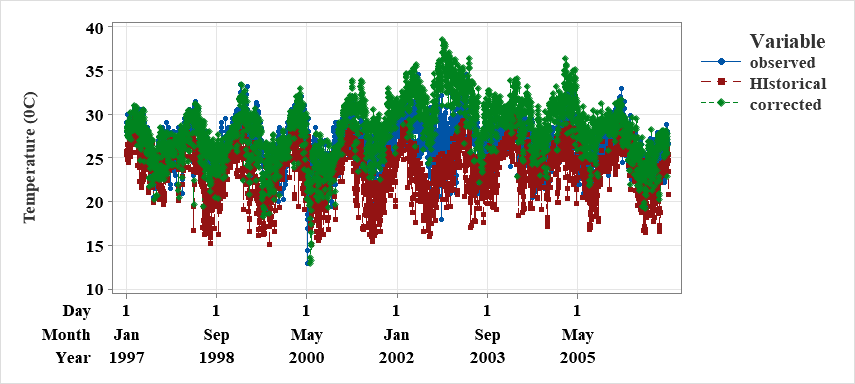 Temperature (0C)
40
35
30
25
20
15
10
Day 1 1 1 1 1 1
Month Jan Sep May Jan Sep May
Year 1997 1998 2000 2002 2003 2005
Variable
observed
HIstorical
corrected